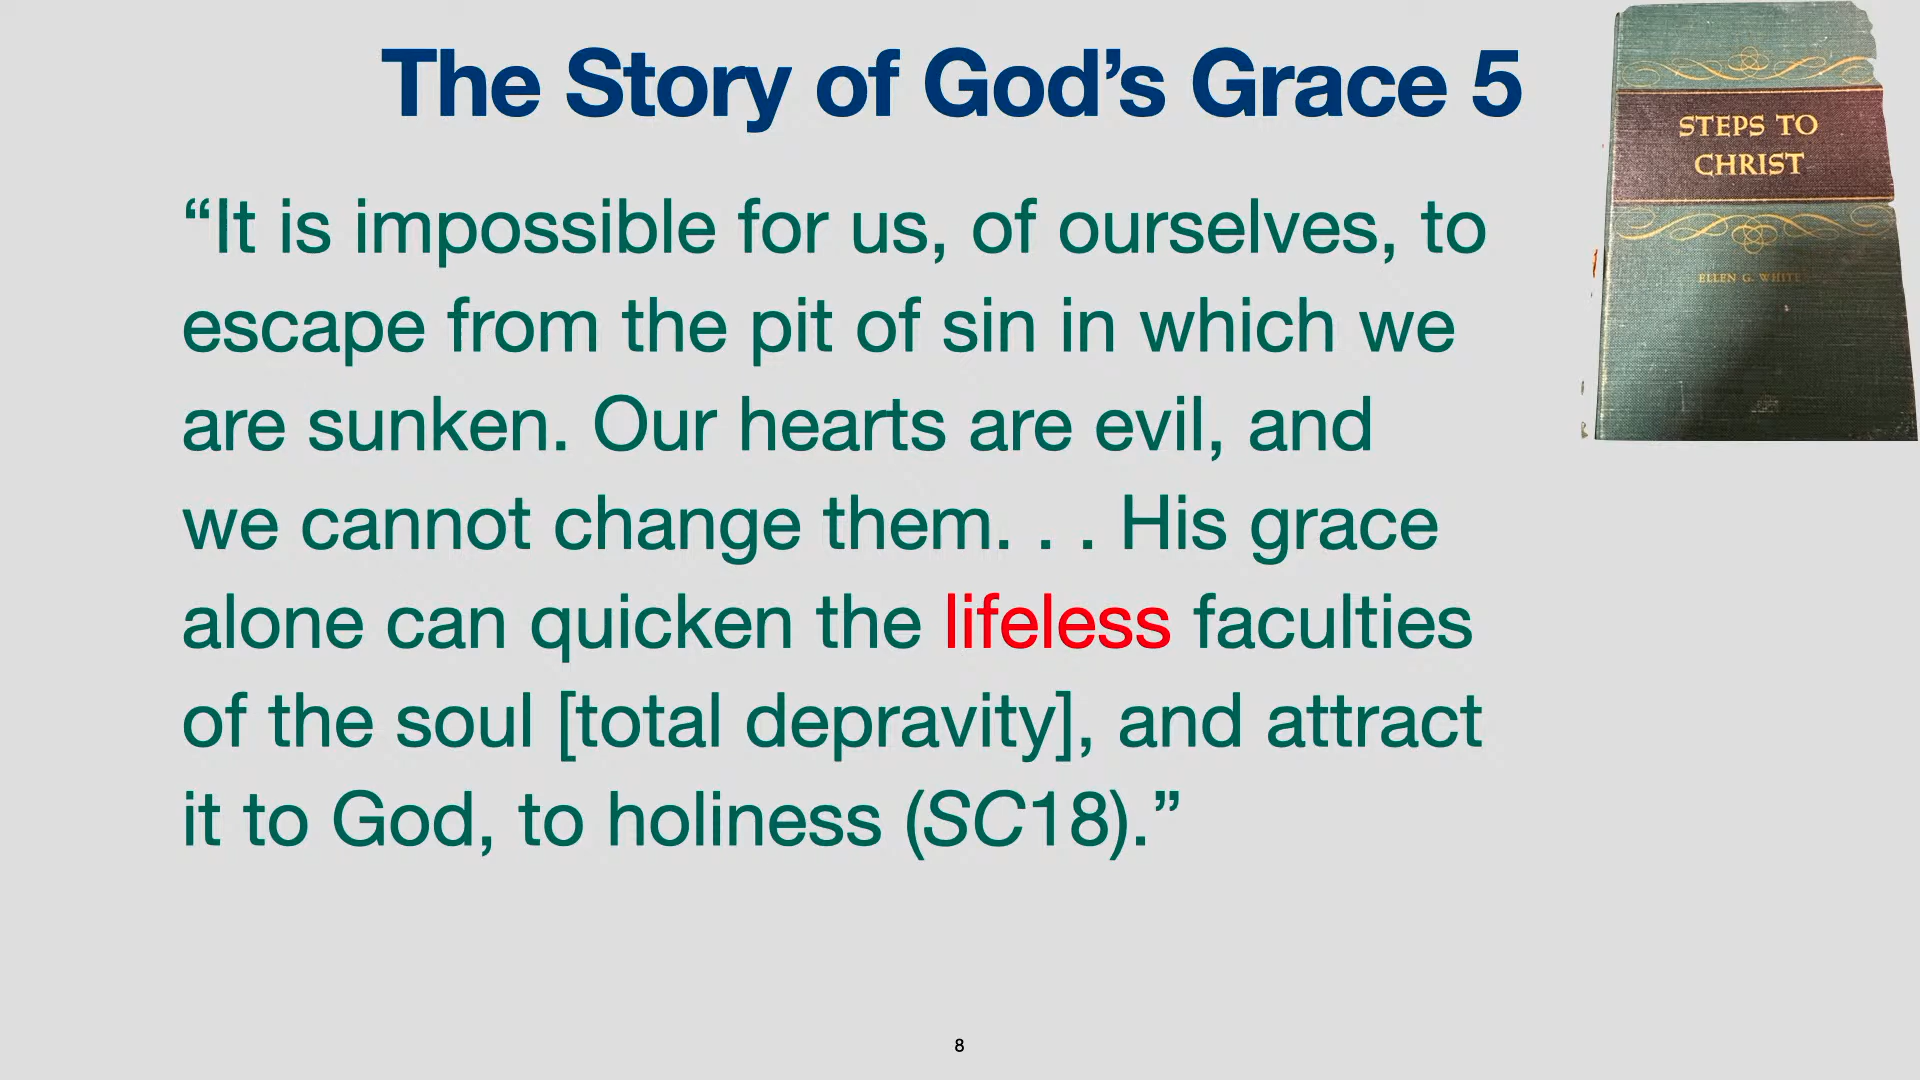 The Story of God’s Grace 5
STEPS TO
CHRIST
ELLEN G. WHITE
“It is impossible for us, of ourselves, to
escape from the pit of sin in which we
are sunken. Our hearts are evil, and
we cannot change them. . . His grace
alone can quicken the lifeless faculties
of the soul [total depravity], and attract
it to God, to holiness (SC18).”
8